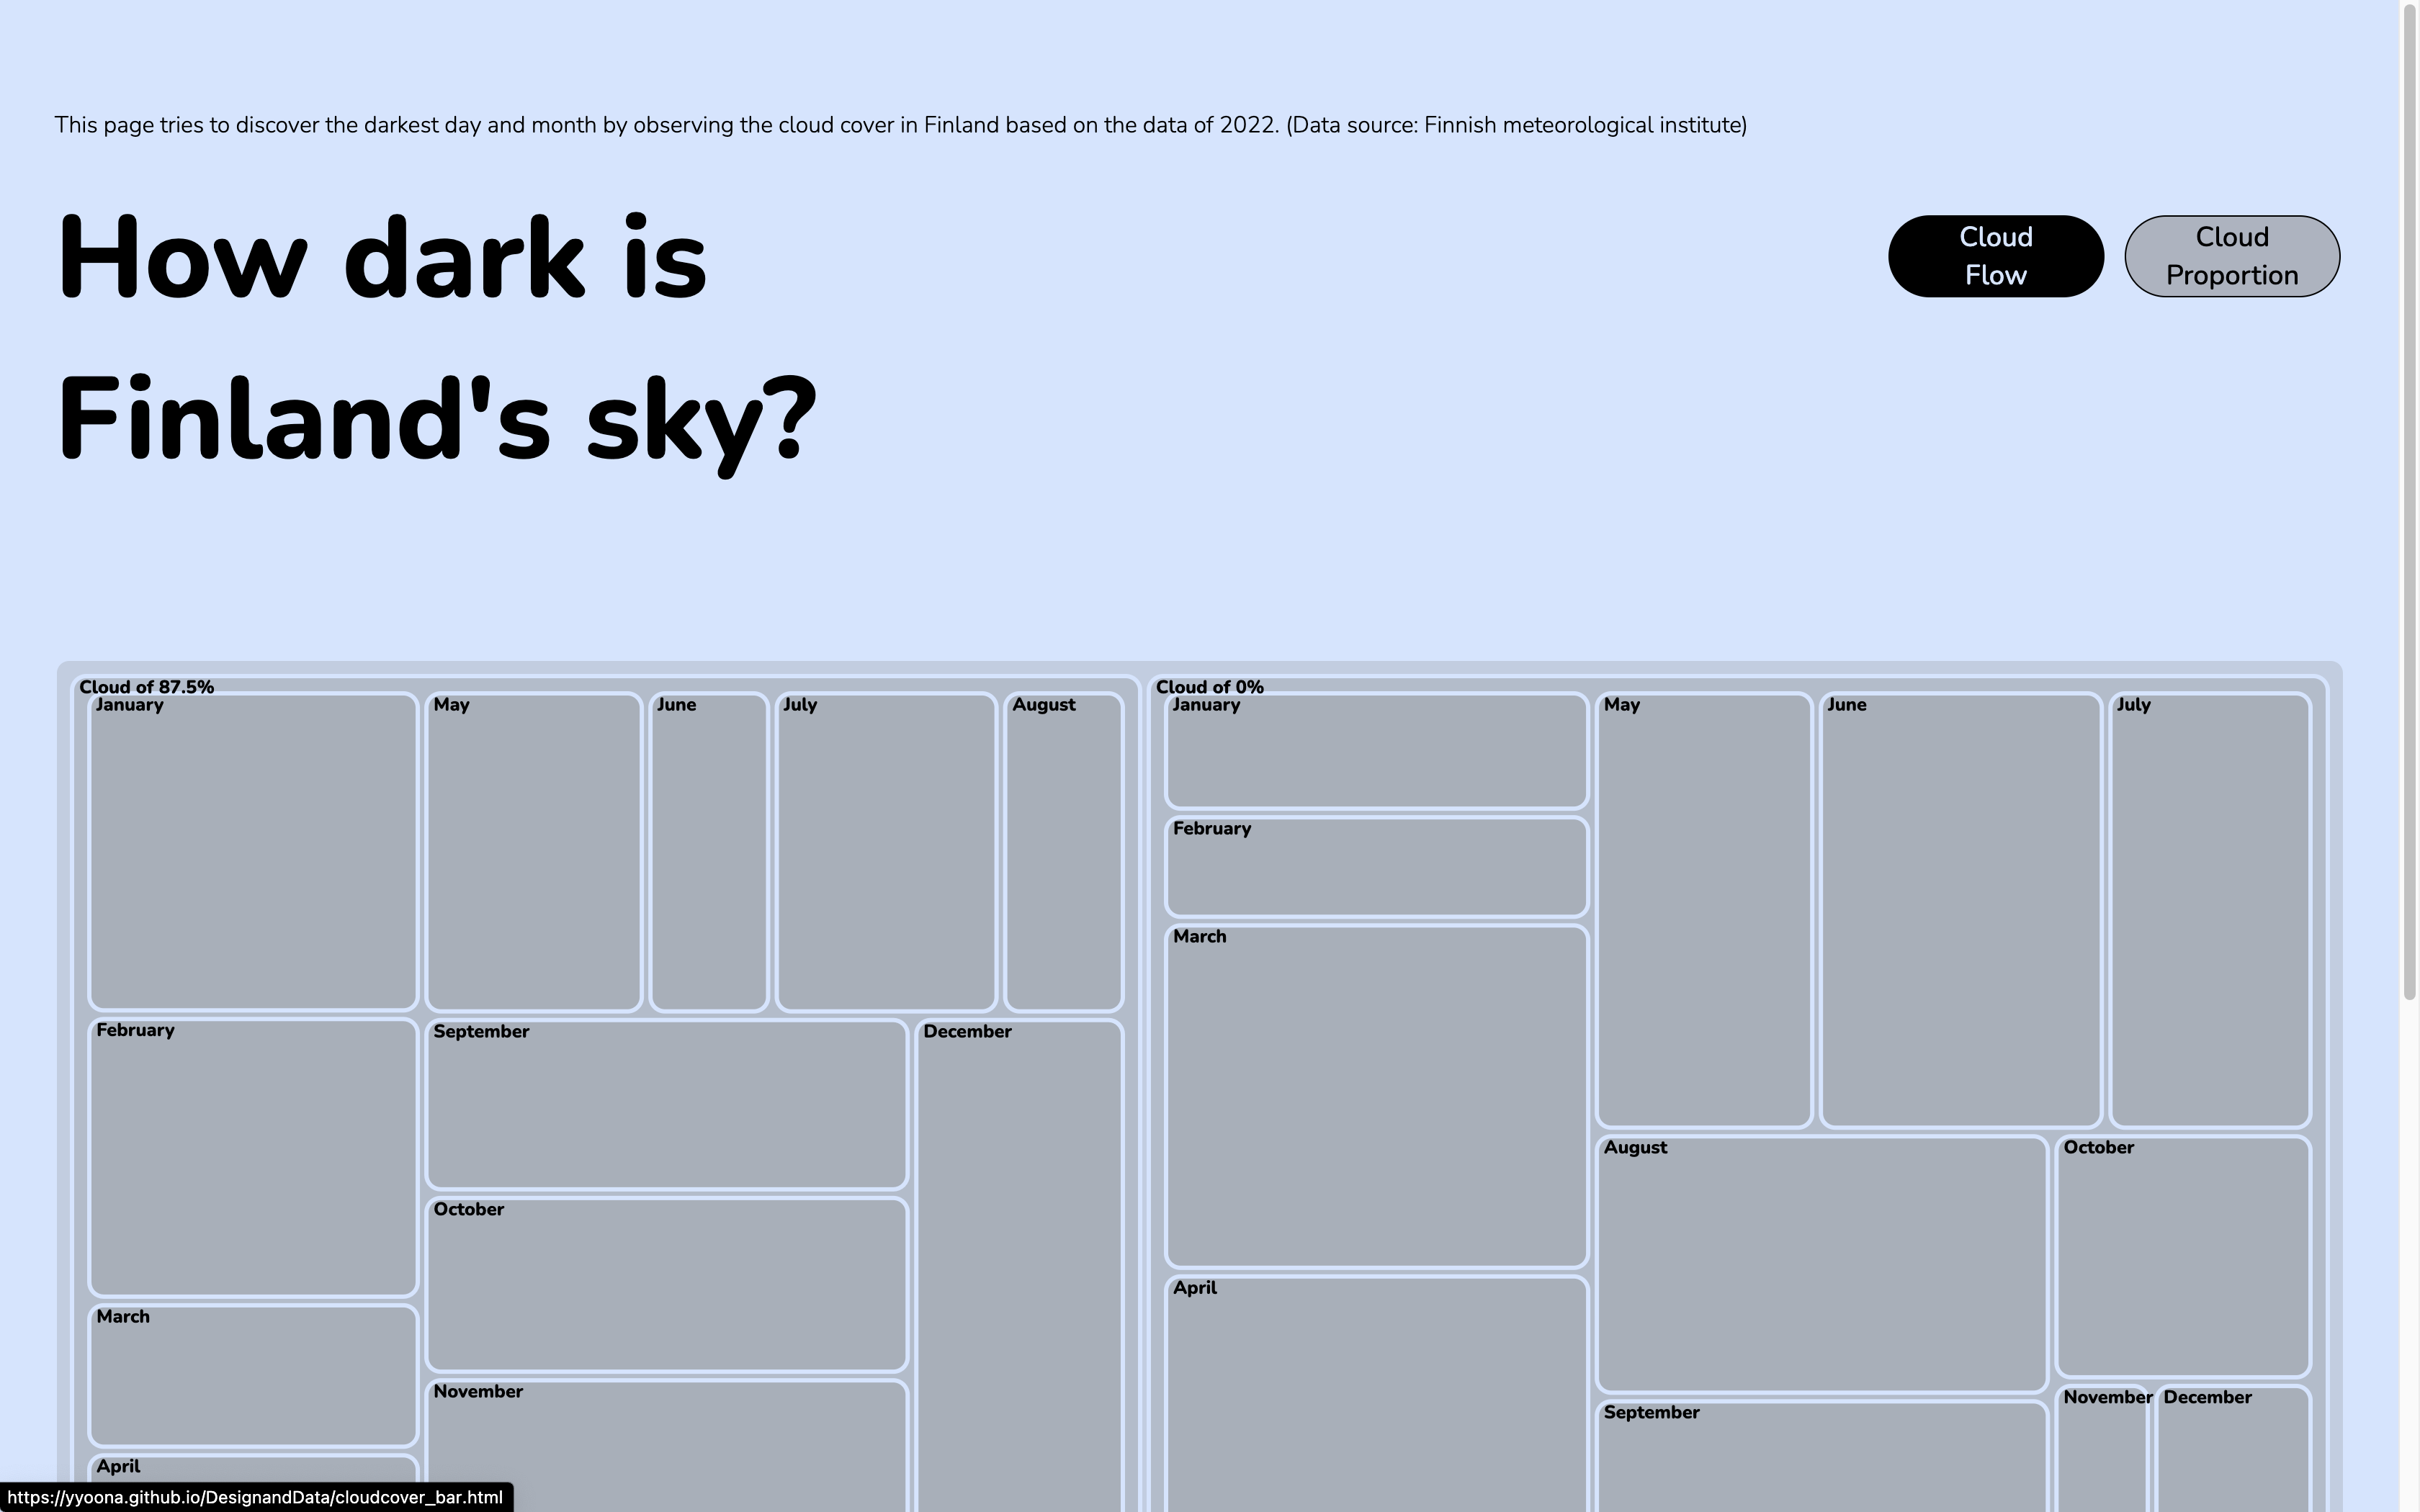 This page tries to discover the darkest day and month by observing the cloud cover in Finland based on the data of 2022. (Data source: Finnish meteorological institute)
How dark is
Finland's sky?
Cloud
Flow
Cloud
Proportion
Cloud of 87.5%
January
May
June
July
August
February
September
December
October
March
November
April
Cloud of 0%
January
May
June
July
February
March
August
October
April
November
December
September
https://yyoona.github.io/DesignandData/cloudcover_bar.html